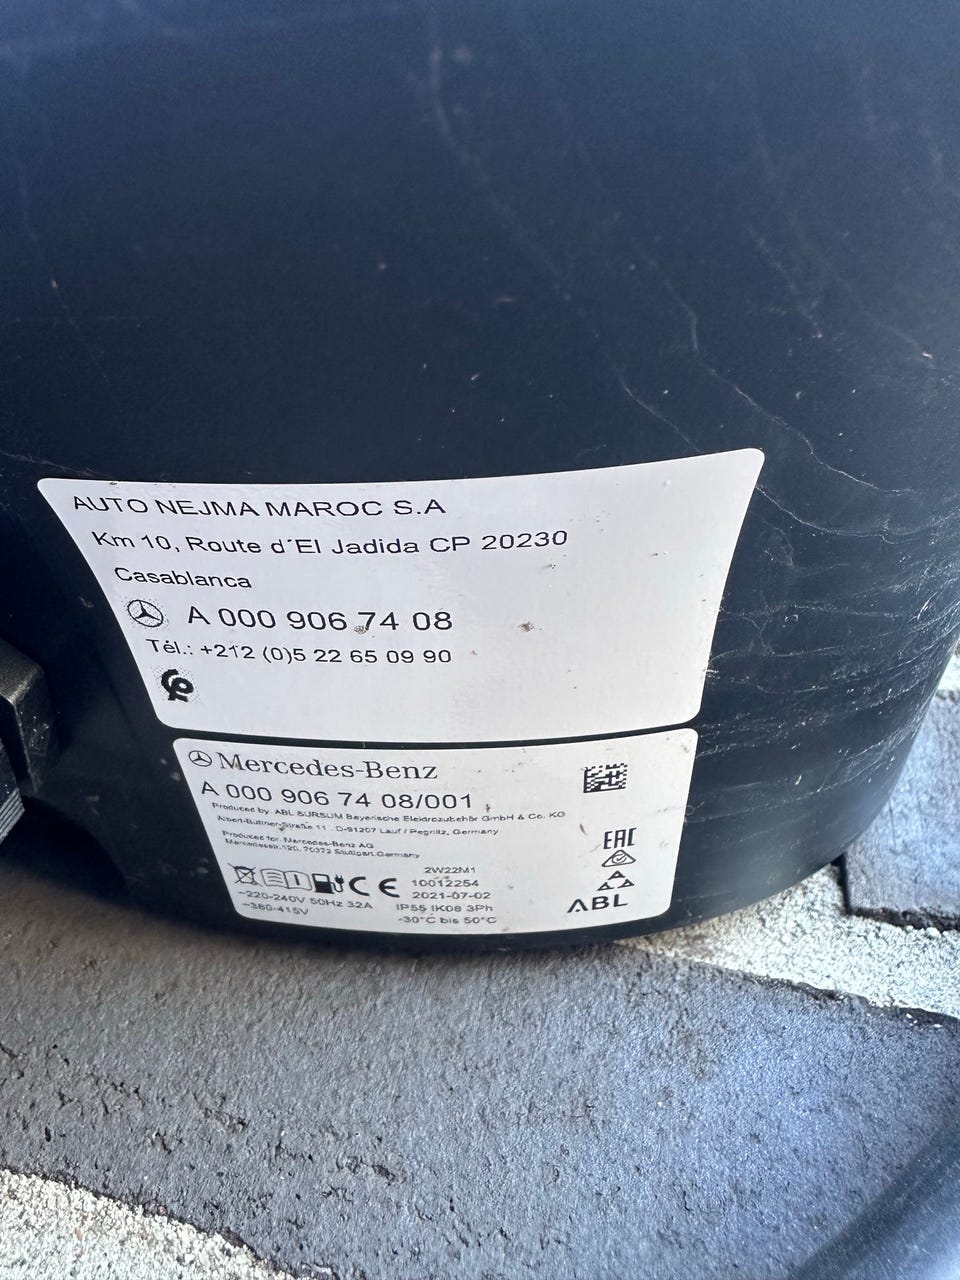 AUTO NEJMA MAROC S.A
Km 10, Route d´El Jadida CP 20230
Casablanca
A 000 906 74 08
Tél.: +212 (0)5 22 65 09 90
Mercedes-Benz
A 000 906 74 08/001
Produced by: ABL SURSUM Bayerische Elektrozubehör GmbH & Co. KG
Albert-Büttner-Straße 11 . D-91207 Lauf / Pegnitz, Germany
Produced for: Mercedes-Benz AG
Mercedesstr.120, 70372 Stuttgart, Germany
2W22M1
10012254
2021-07-02
~220-240V 50Hz 32A IP55 IK08 3Ph
~380-415V -30°C bis 50°C
CE
EAC
ABL